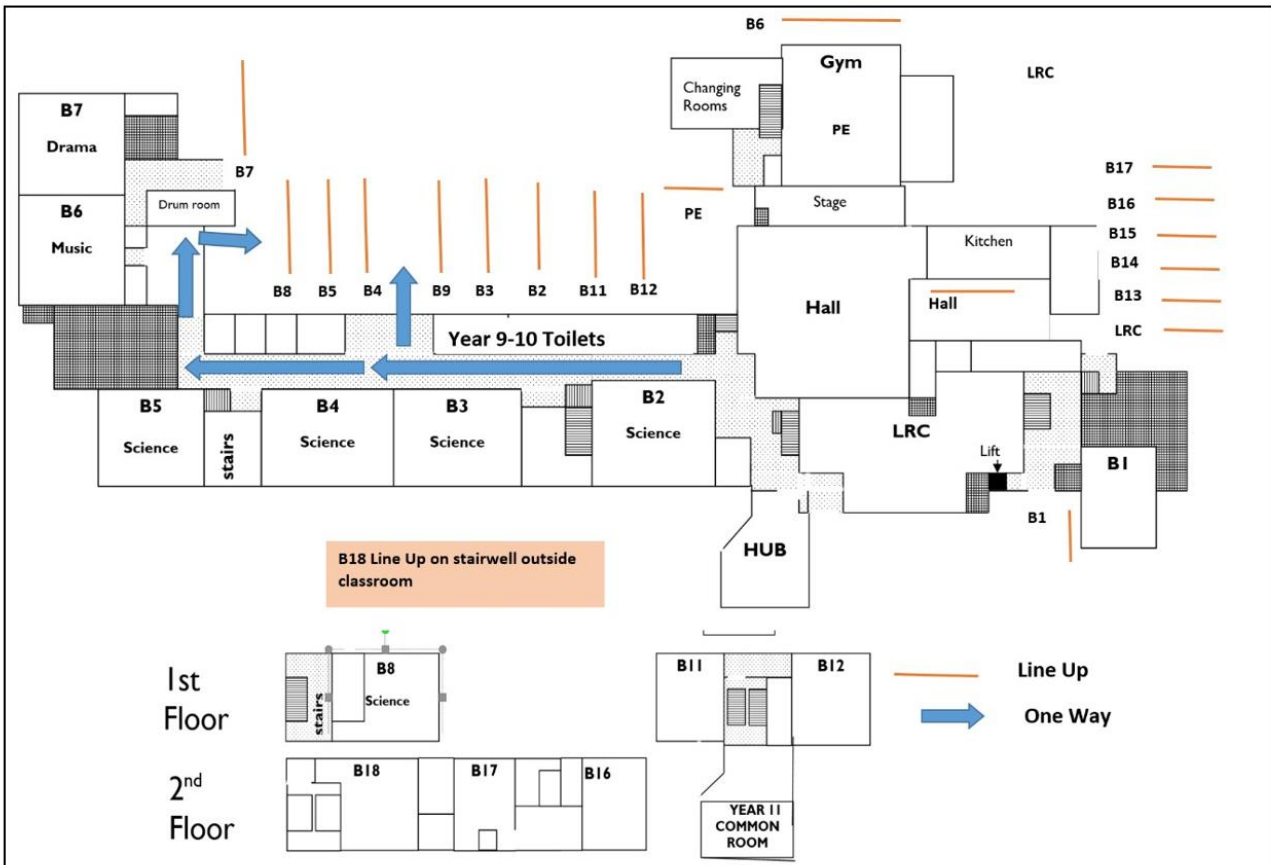 B6
Gym
Changing
Rooms
LRC
PE
B7
Drama
B7
B17
B16
B15
B14
B13
LRC
Drum room
PE
Stage
B6
Music
Kitchen
B8
B5
B4
B9
B3
B2
B11
B12
Hall
Hall
Year 9-10 Toilets
B5
Science
stairs
B4
Science
B3
Science
B2
Science
LRC
Lift
B1
B1
HUB
B18 Line Up on stairwell outside
classroom
1st
Floor
stairs
B8
Science
B11
B12
Line Up
One Way
2nd
Floor
B18
B17
B16
YEAR 11
COMMON
ROOM